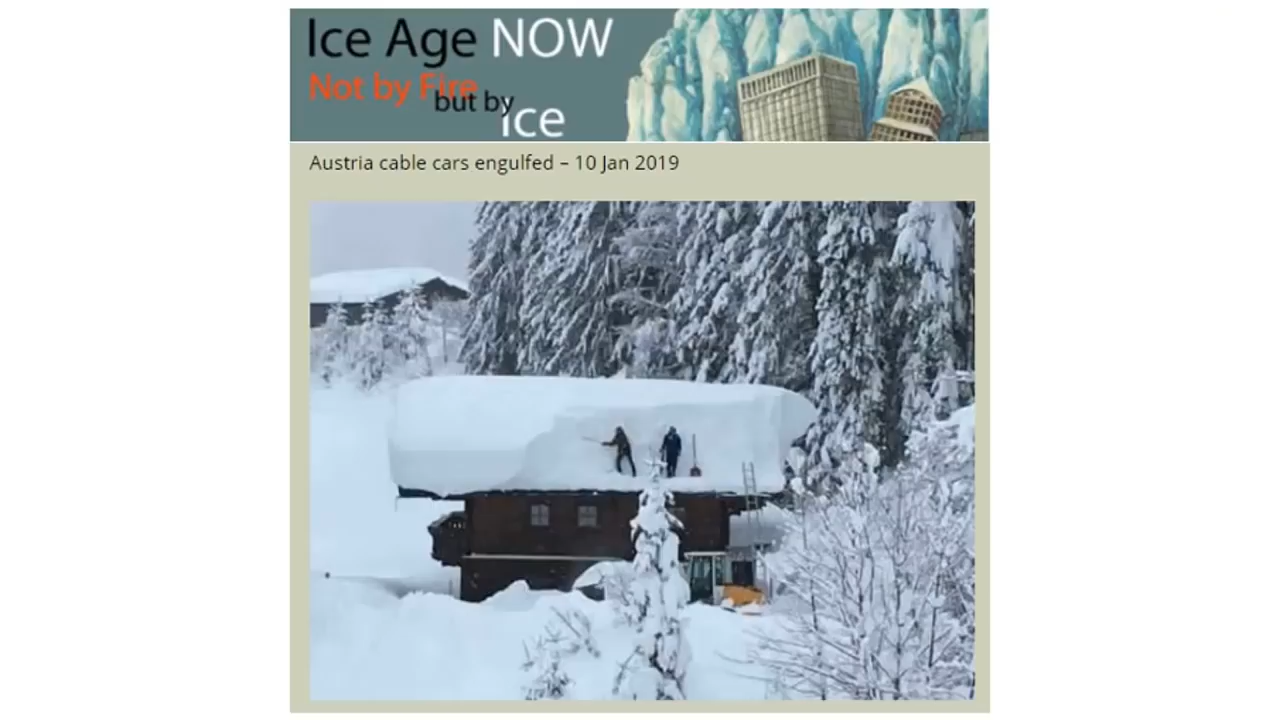 Ice Age NOW
Not by Fire
but by
Ice
Austria cable cars engulfed – 10 Jan 2019